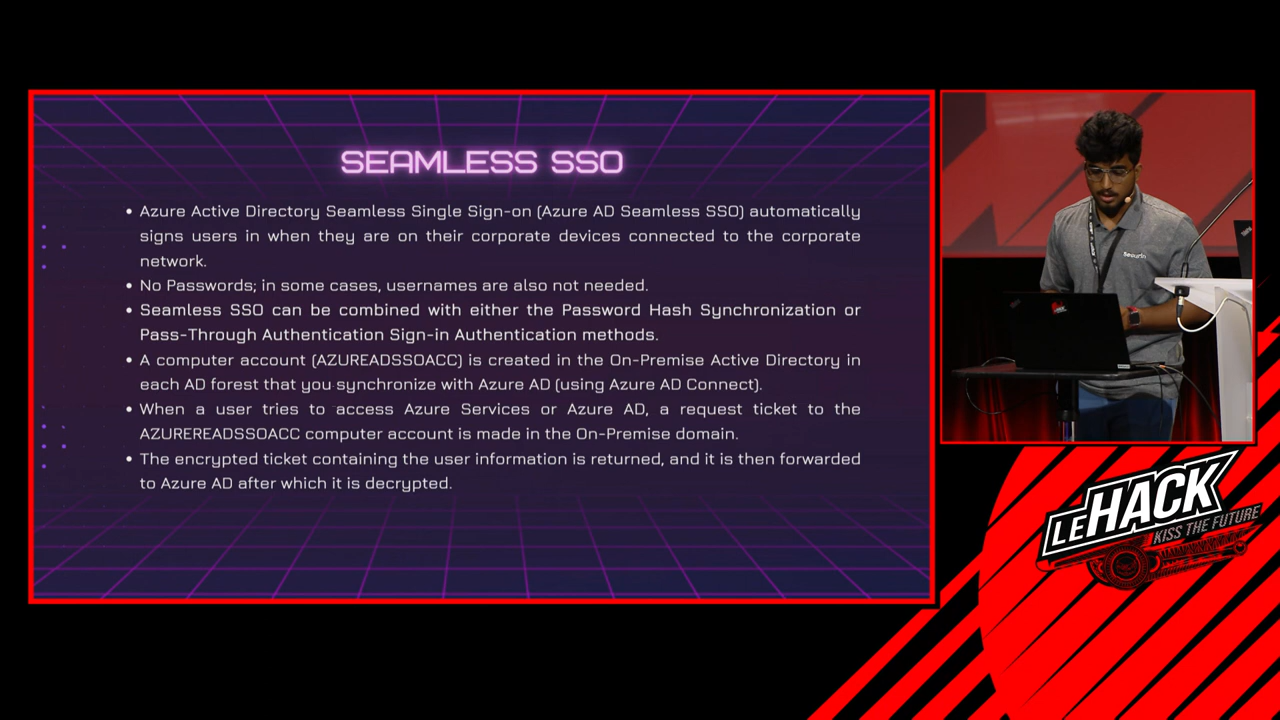 SEAMLESS SSO
• Azure Active Directory Seamless Single Sign-on (Azure AD Seamless SSO) automatically
signs users in when they are on their corporate devices connected to the corporate
network.
• No Passwords; in some cases, usernames are also not needed.
• Seamless SSO can be combined with either the Password Hash Synchronization or
Pass-Through Authentication Sign-in Authentication methods.
• A computer account (AZUREADSSOACC) is created in the On-Premise Active Directory in
each AD forest that you synchronize with Azure AD (using Azure AD Connect).
• When a user tries to access Azure Services or Azure AD, a request ticket to the
AZUREREADSSOACC computer account is made in the On-Premise domain.
• The encrypted ticket containing the user information is returned, and it is then forwarded
to Azure AD after which it is decrypted.
Securin
LEHACK
KISS THE FUTURE